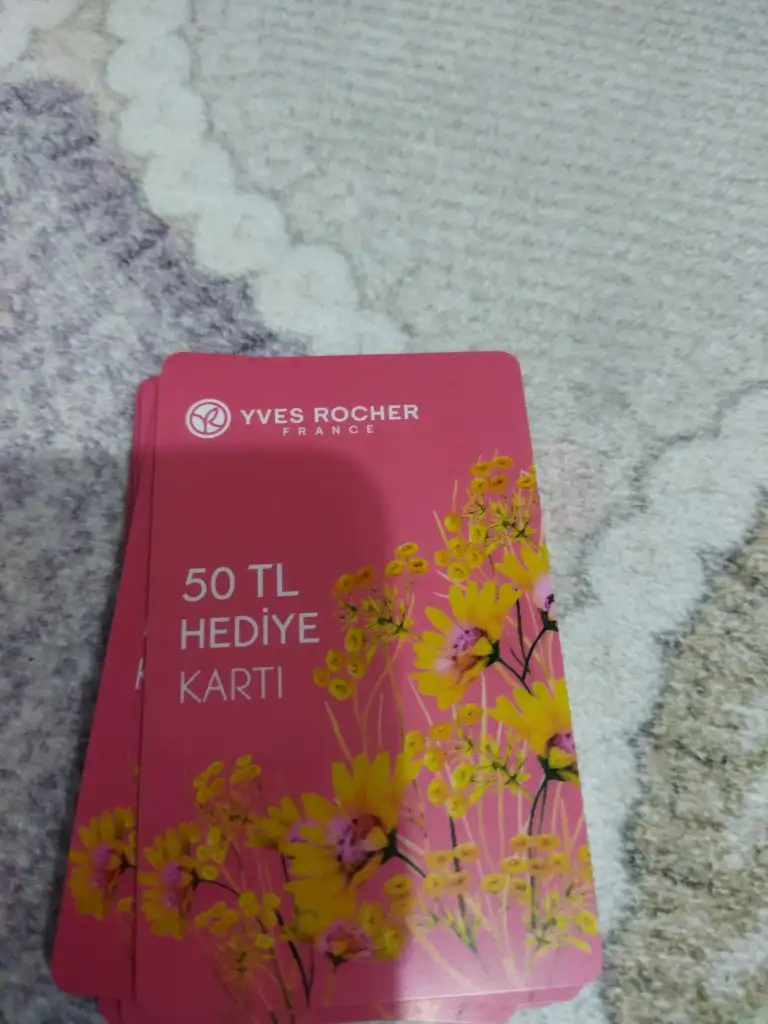 YVES ROCHER
FRANCE
50 TL
HEDİYE
KARTI